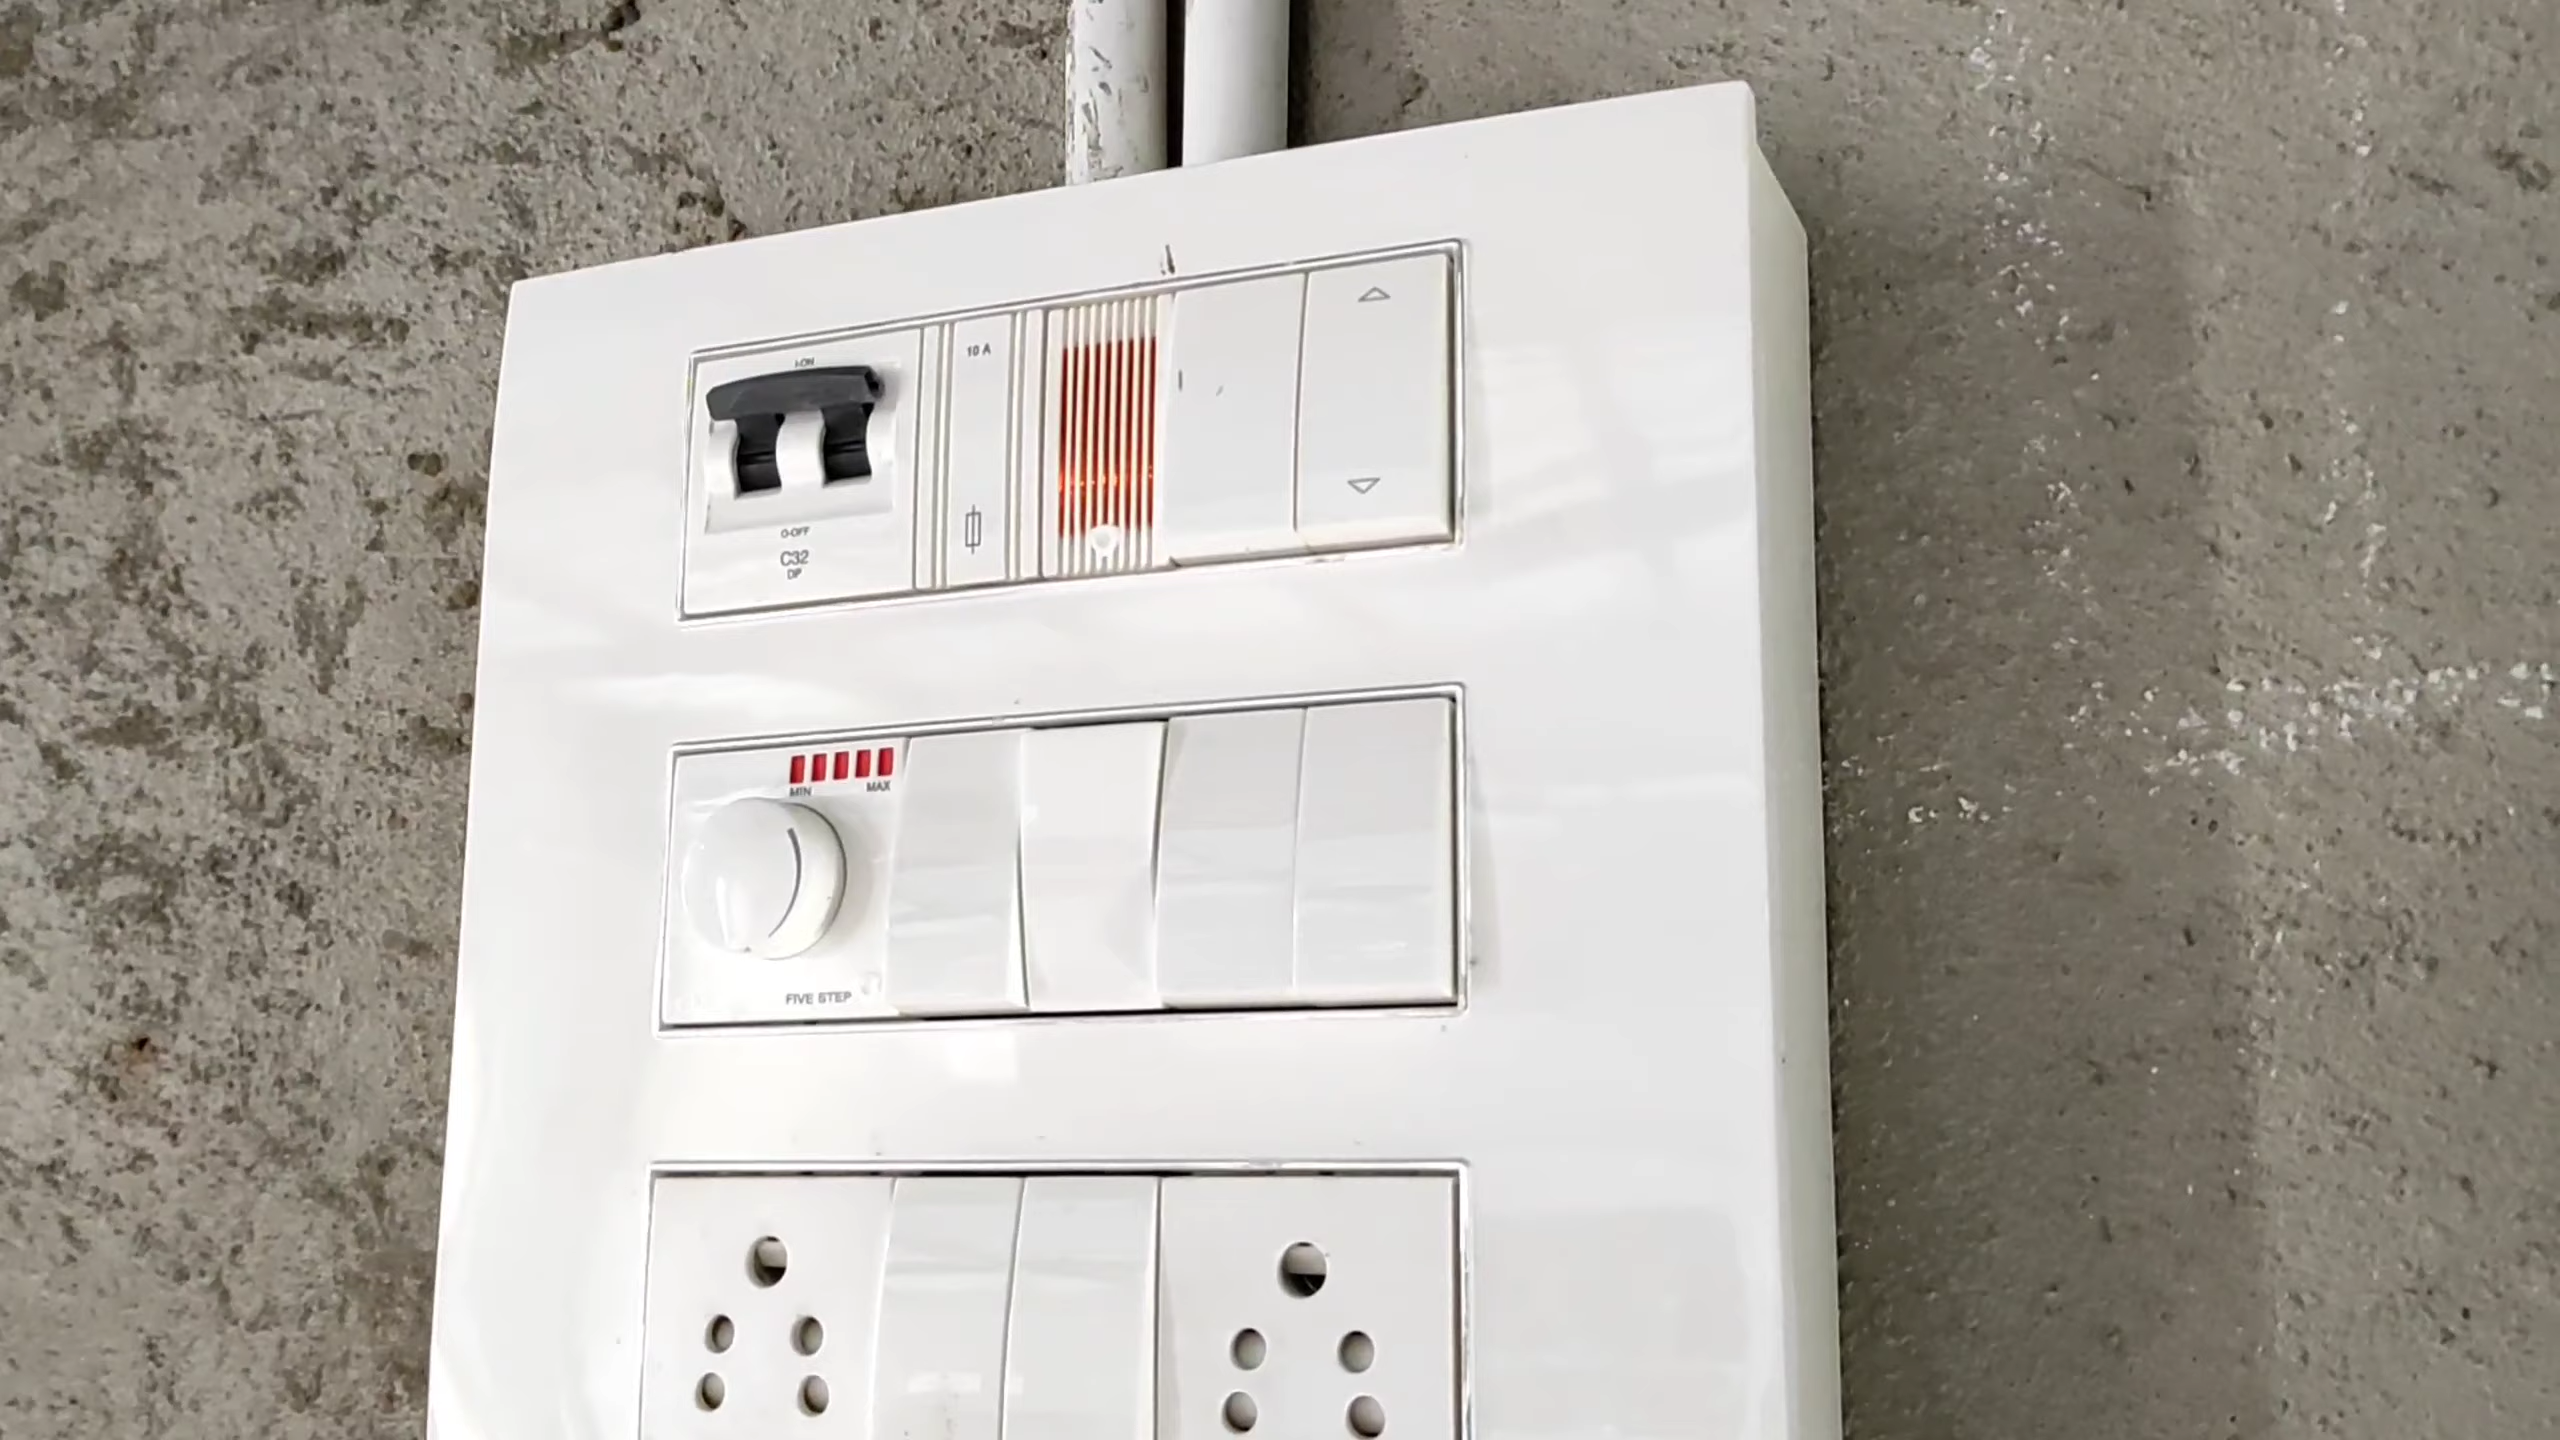 I-ON
10 A
O-OFF
C32
DP
MIN MAX
FIVE STEP